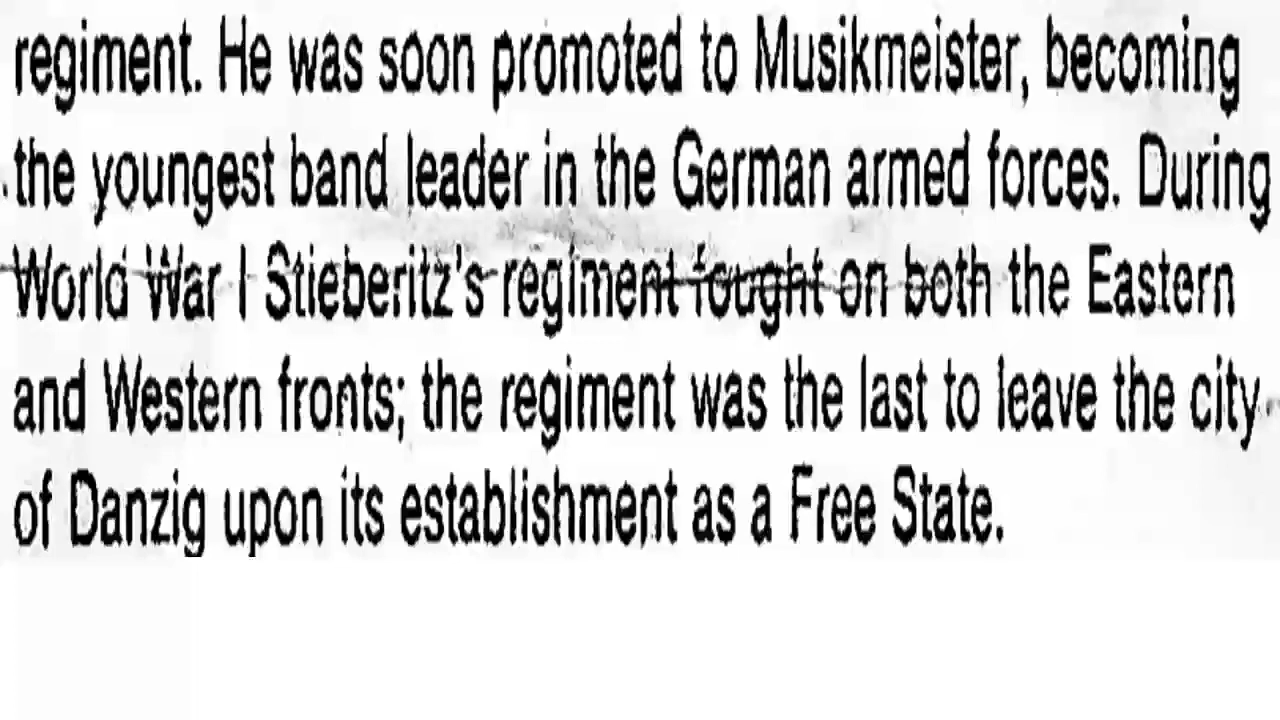 regiment. He was soon promoted to Musikmeister, becoming
the youngest band leader in the German armed forces. During
World War I Stieberitz's regiment fought on both the Eastern
and Western fronts; the regiment was the last to leave the city
of Danzig upon its establishment as a Free State.